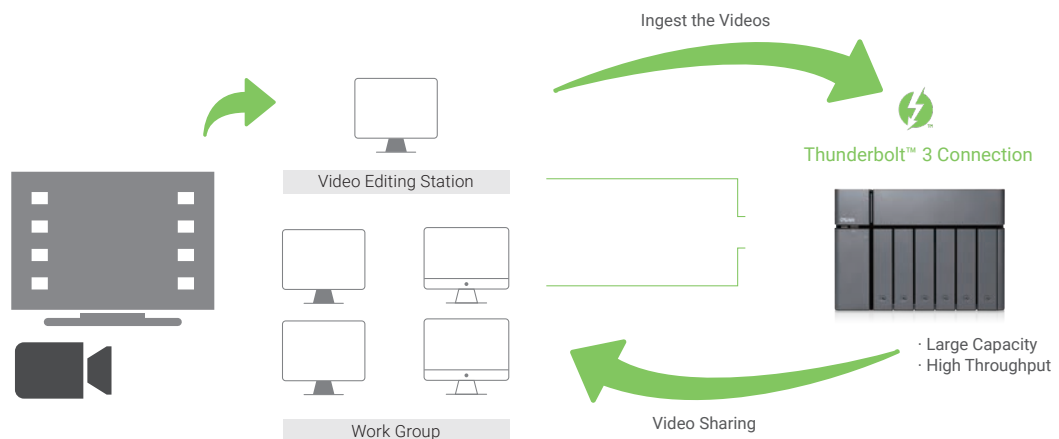 Ingest the Videos
Thunderbolt™ 3 Connection
Video Editing Station
· Large Capacity
· High Throughput
Video Sharing
Work Group